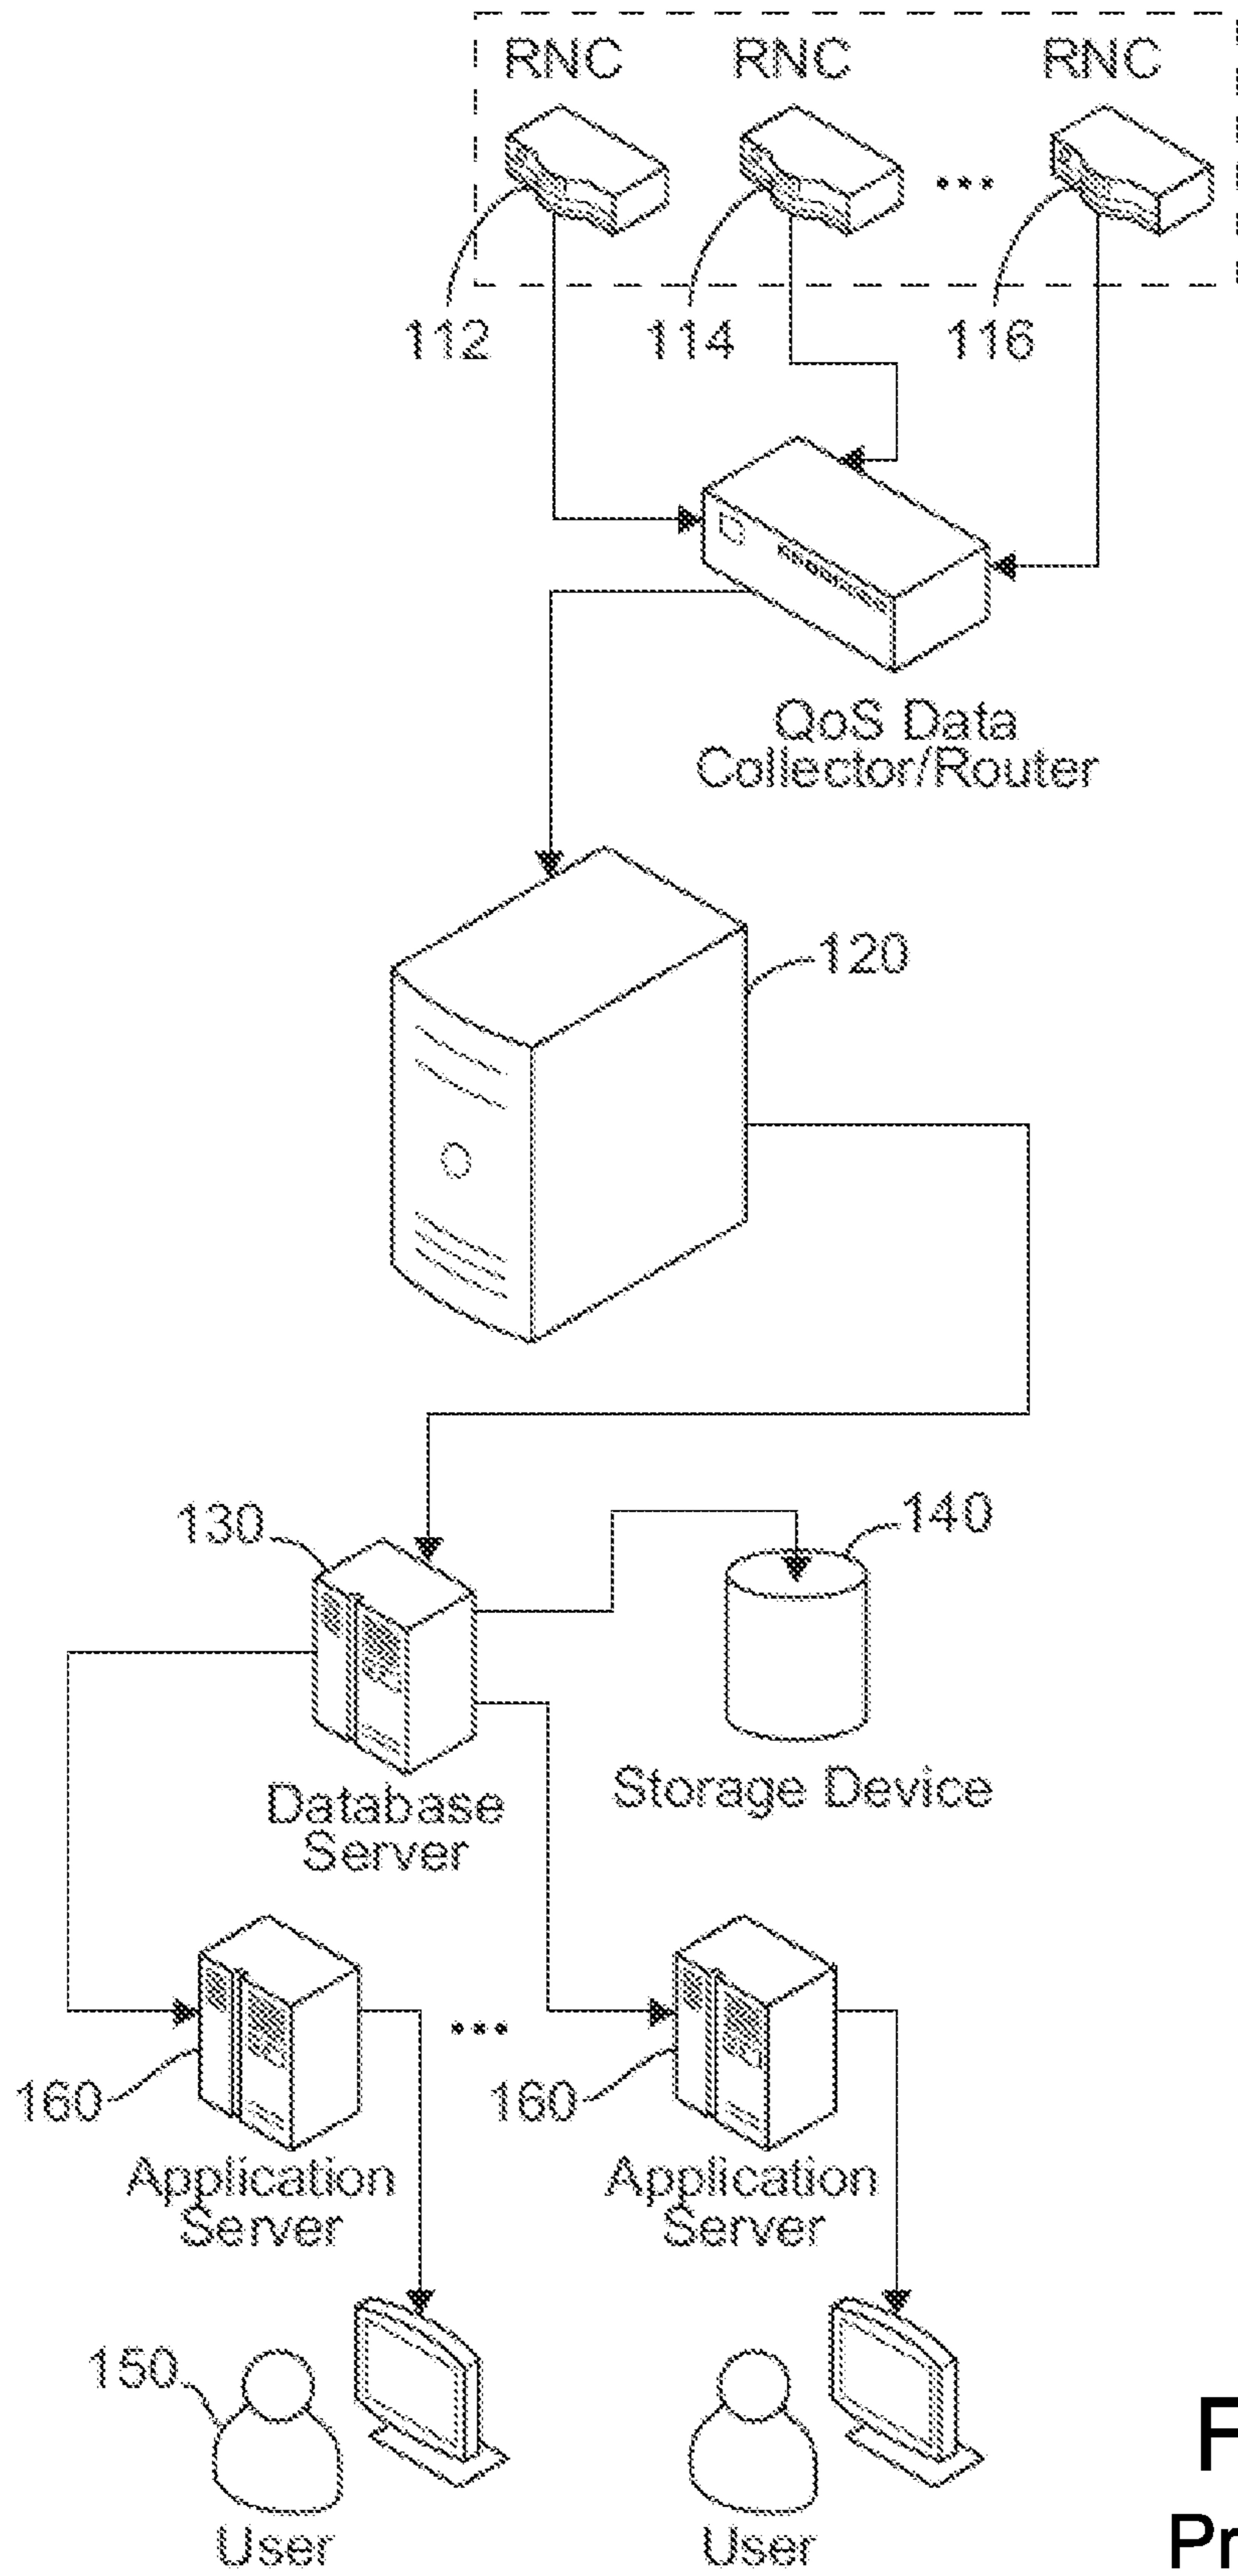 RNC RNC RNC
112 114 116
QoS Data
Collector/Router
120
130 140
Database
Server
Storage Device
160 160
Application
Server
Application
Server
150
User User